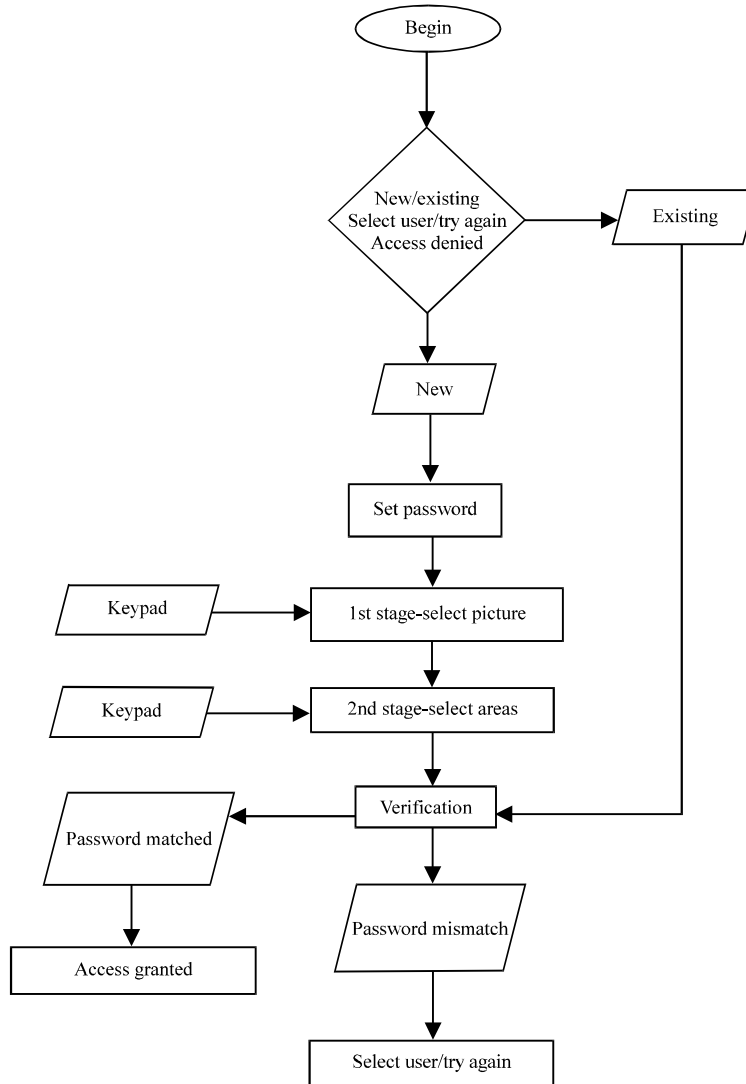 Begin
New/existing
Select user/try again
Access denied
Existing
New
Set password
Keypad
1st stage-select picture
Keypad
2nd stage-select areas
Verification
Password matched
Password mismatch
Access granted
Select user/try again